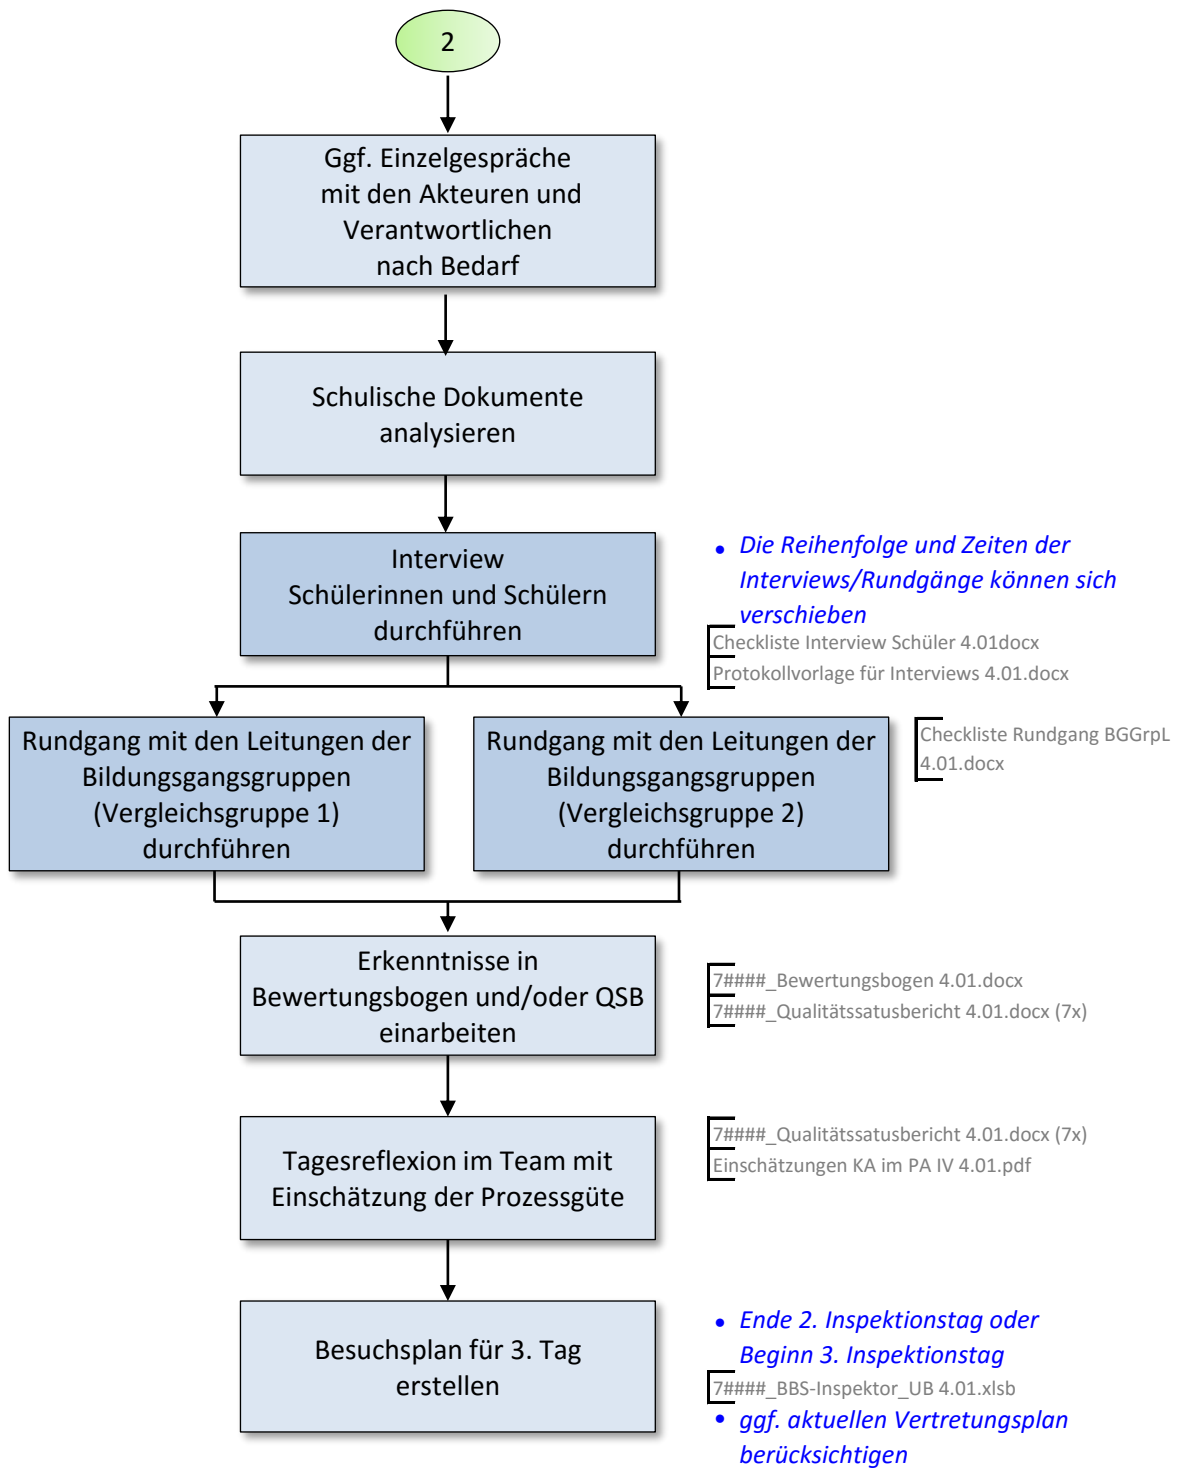 2
Ggf. Einzelgespräche
mit den Akteuren und
Verantwortlichen
nach Bedarf
Schulische Dokumente
analysieren
Interview
Schülerinnen und Schülern
durchführen
• Die Reihenfolge und Zeiten der
Interviews/Rundgänge können sich
verschieben
Checkliste Interview Schüler 4.01docx
Protokollvorlage für Interviews 4.01.docx
Rundgang mit den Leitungen der
Bildungsgangsgruppen
(Vergleichsgruppe 1)
durchführen
Rundgang mit den Leitungen der
Bildungsgangsgruppen
(Vergleichsgruppe 2)
durchführen
Checkliste Rundgang BGGrpL
4.01.docx
Erkenntnisse in
Bewertungsbogen und/oder QSB
einarbeiten
7####_Bewertungsbogen 4.01.docx
7####_Qualitätssatusbericht 4.01.docx (7x)
Tagesreflexion im Team mit
Einschätzung der Prozessgüte
7####_Qualitätssatusbericht 4.01.docx (7x)
Einschätzungen KA im PA IV 4.01.pdf
Besuchsplan für 3. Tag
erstellen
• Ende 2. Inspektionstag oder
Beginn 3. Inspektionstag
7####_BBS-Inspektor_UB 4.01.xlsb
• ggf. aktuellen Vertretungsplan
berücksichtigen